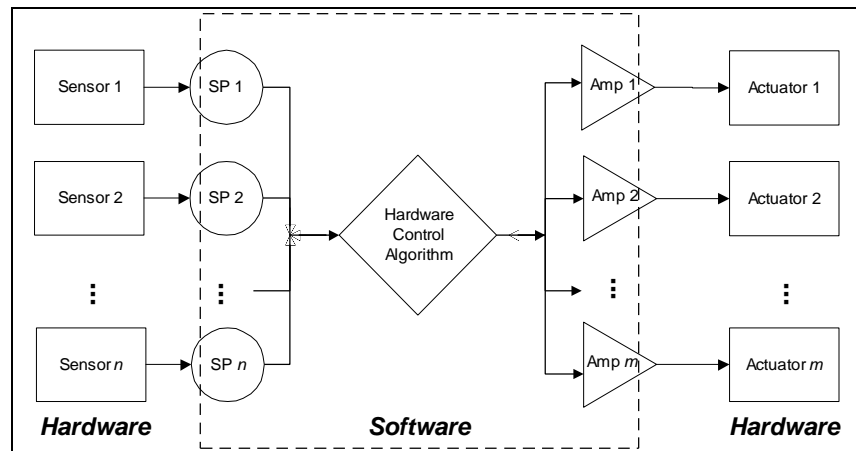 Sensor 1
SP 1
Amp 1
Actuator 1
Sensor 2
SP 2
Hardware
Control
Algorithm
Amp 2
Actuator 2
...
...
...
...
Sensor n
SP n
Amp m
Actuator m
Hardware
Software
Hardware